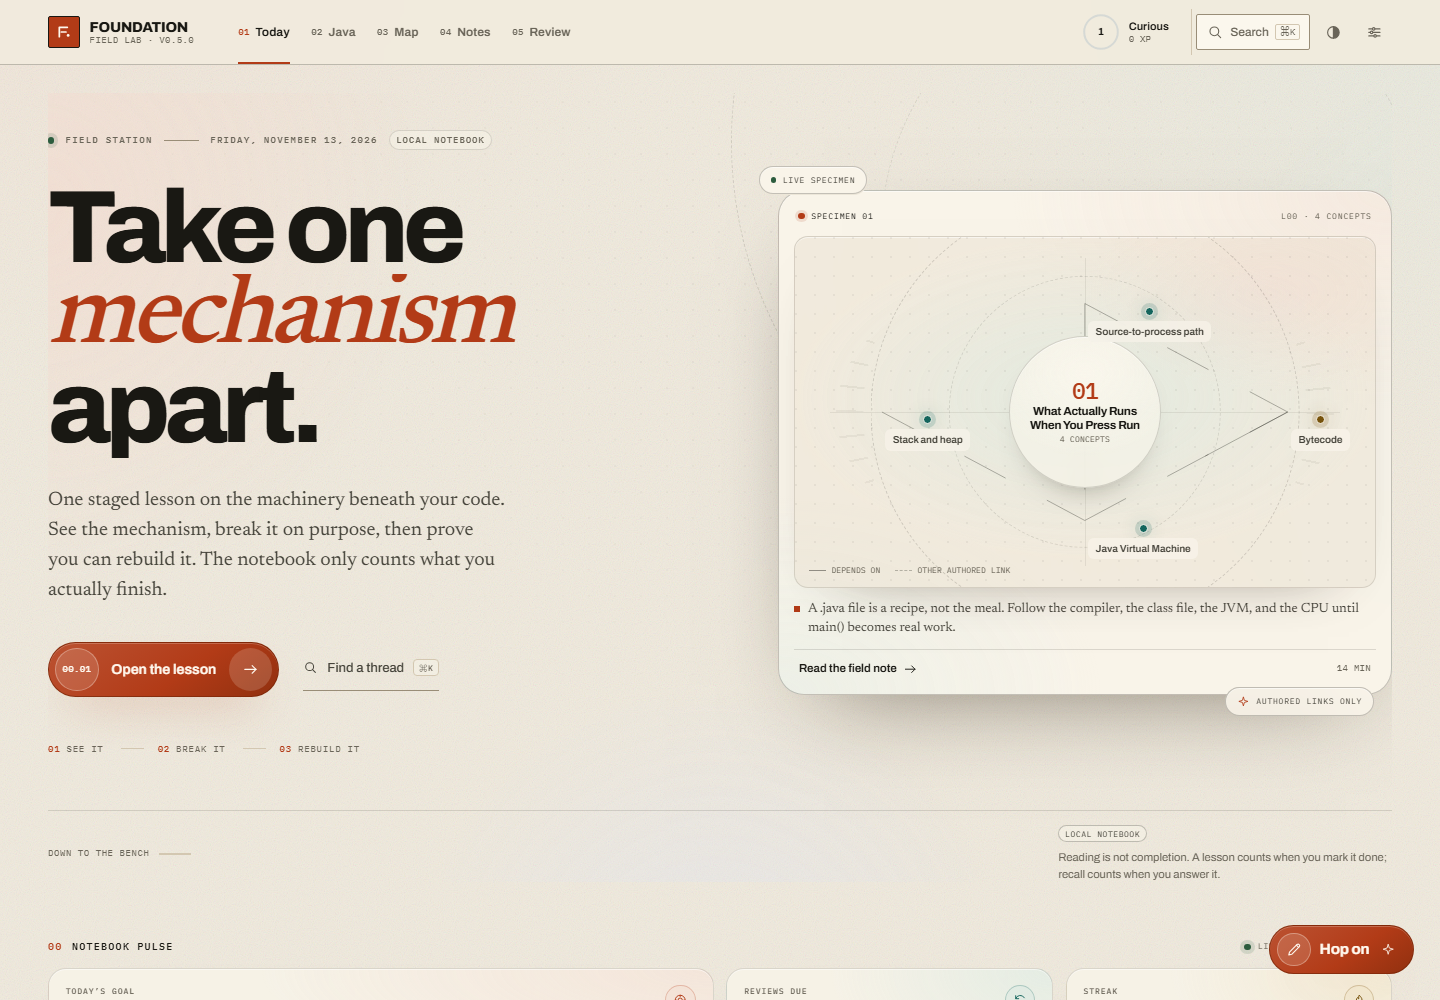 F.
FOUNDATION
FIELD LAB · V0.5.0
01 Today
02 Java
03 Map
04 Notes
05 Review
1
Curious
0 XP
Search ⌘K
FIELD STATION
FRIDAY, NOVEMBER 13, 2026
LOCAL NOTEBOOK
Take one
mechanism
apart.
One staged lesson on the machinery beneath your code.
See the mechanism, break it on purpose, then prove
you can rebuild it. The notebook only counts what you
actually finish.
00.01 Open the lesson
Find a thread ⌘K
01 SEE IT
02 BREAK IT
03 REBUILD IT
LIVE SPECIMEN
SPECIMEN 01
L00 · 4 CONCEPTS
Source-to-process path
01
What Actually Runs
When You Press Run
4 CONCEPTS
Stack and heap
Bytecode
Java Virtual Machine
DEPENDS ON
OTHER AUTHORED LINK
A .java file is a recipe, not the meal. Follow the compiler, the class file, the JVM, and the CPU until
main() becomes real work.
Read the field note
14 MIN
AUTHORED LINKS ONLY
DOWN TO THE BENCH
LOCAL NOTEBOOK
Reading is not completion. A lesson counts when you mark it done;
recall counts when you answer it.
00 NOTEBOOK PULSE
Hop on
TODAY'S GOAL
REVIEWS DUE
STREAK